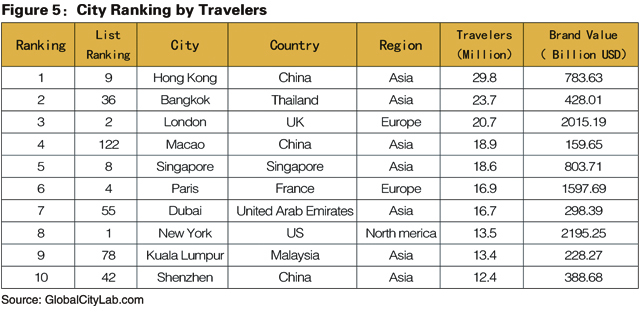 Figure 5：City Ranking by Travelers
Ranking List Ranking City Country Region Travelers (Million) Brand Value ( Billion USD)
1 9 Hong Kong China Asia 29.8 783.63
2 36 Bangkok Thailand Asia 23.7 428.01
3 2 London UK Europe 20.7 2015.19
4 122 Macao China Asia 18.9 159.65
5 8 Singapore Singapore Asia 18.6 803.71
6 4 Paris France Europe 16.9 1597.69
7 55 Dubai United Arab Emirates Asia 16.7 298.39
8 1 New York US North merica 13.5 2195.25
9 78 Kuala Lumpur Malaysia Asia 13.4 228.27
10 42 Shenzhen China Asia 12.4 388.68
Source: GlobalCityLab.com